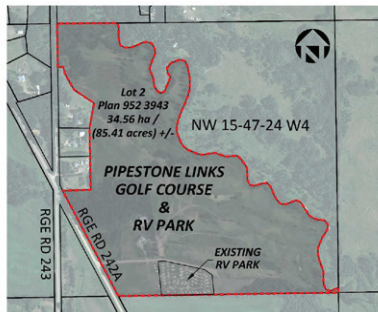 Lot 2
Plan 952 3943
34.56 ha /
(85.41 acres) +/-
NW 15-47-24 W4
PIPESTONE LINKS
GOLF COURSE
&
RV PARK
RGE RD 243
RGE RD 242A
EXISTING
RV PARK
N